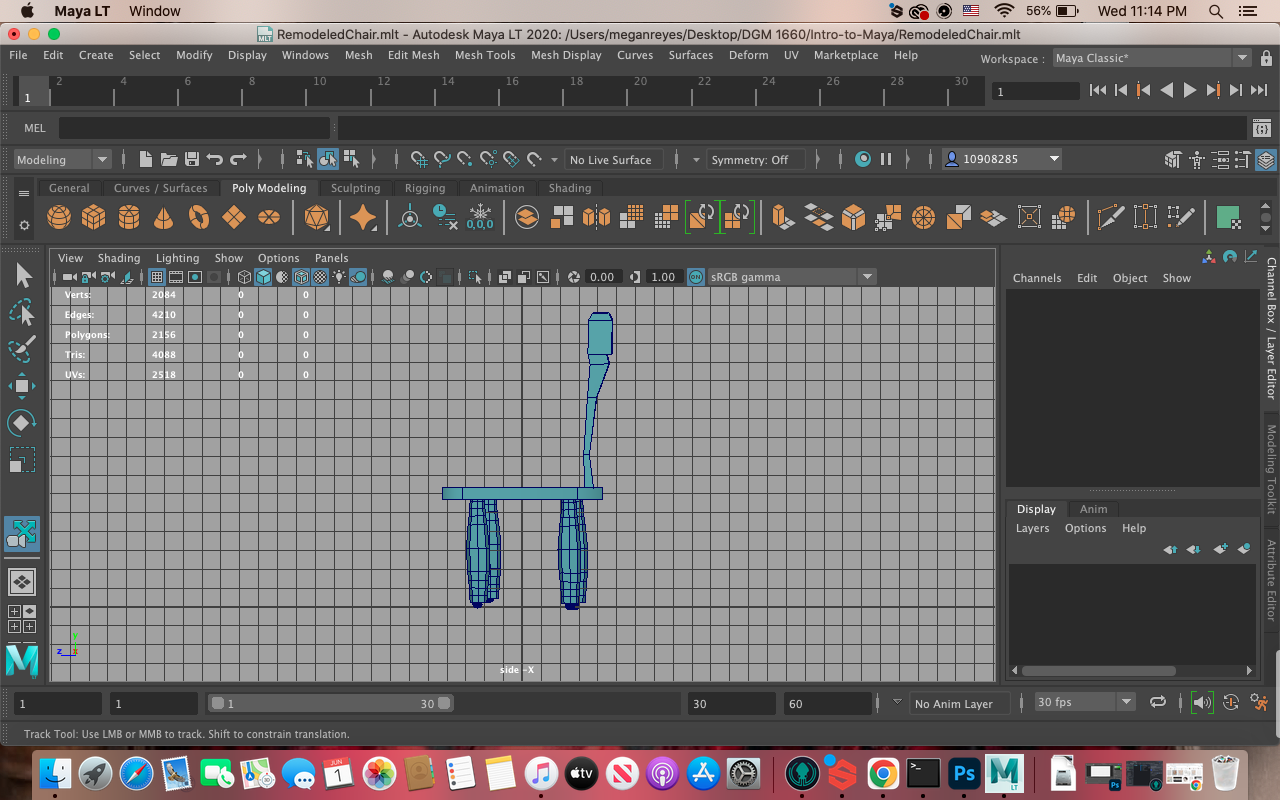 Maya LT Window 56% Wed 11:14 PM
RemodeledChair.mlt - Autodesk Maya LT 2020: /Users/meganreyes/Desktop/DGM 1660/Intro-to-Maya/RemodeledChair.mlt
File Edit Create Select Modify Display Windows Mesh Edit Mesh Mesh Tools Mesh Display Curves Surfaces Deform UV Marketplace Help Workspace : Maya Classic*
1 2 4 6 8 10 12 14 16 18 20 22 24 26 28 30 1
MEL
Modeling No Live Surface Symmetry: Off 10908285
General Curves / Surfaces Poly Modeling Sculpting Rigging Animation Shading
0,0,0
View Shading Lighting Show Options Panels
0.00 1.00 ON sRGB gamma
Channels Edit Object Show
Verts: 2084 0 0
Edges: 4210 0 0
Polygons: 2156 0 0
Tris: 4088 0 0
UVs: 2518 0 0
Channel Box / Layer Editor
Modeling Toolkit
Attribute Editor
Display Anim
Layers Options Help
y
z x
side -X
M
1 1 1 30 30 60 No Anim Layer 30 fps
Track Tool: Use LMB or MMB to track. Shift to constrain translation.
JUN
1
tv
Ps
M
LT